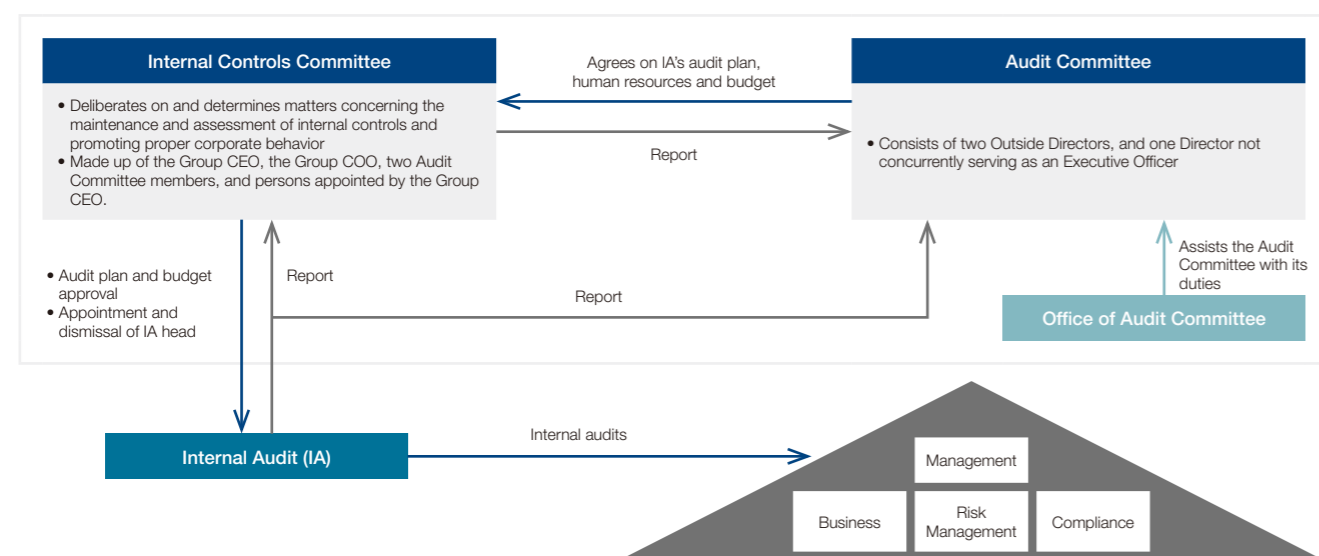 Internal Controls Committee
• Deliberates on and determines matters concerning the
maintenance and assessment of internal controls and
promoting proper corporate behavior
• Made up of the Group CEO, the Group COO, two Audit
Committee members, and persons appointed by the Group
CEO.
Agrees on IA's audit plan,
human resources and budget
Report
Audit Committee
• Consists of two Outside Directors, and one Director not
concurrently serving as an Executive Officer
• Audit plan and budget
approval
• Appointment and
dismissal of IA head
Report
Report
Assists the Audit
Committee with its
duties
Office of Audit Committee
Internal Audit (IA)
Internal audits
Management
Business
Risk
Management
Compliance